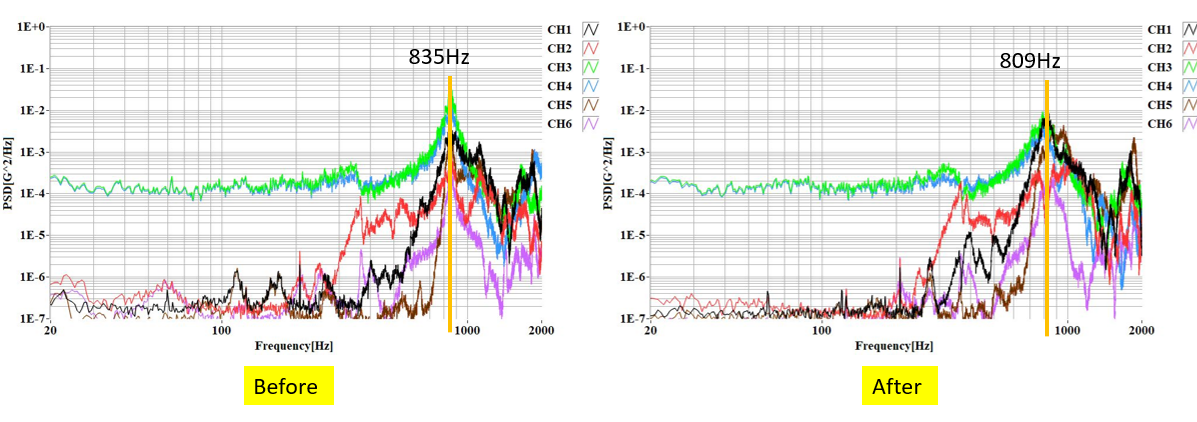 1E+0
1E-1
1E-2
1E-3
1E-4
1E-5
1E-6
1E-7
PSD[G^2/Hz]
835Hz
CH1
CH2
CH3
CH4
CH5
CH6
20
100
1000
2000
Frequency[Hz]
Before
1E+0
1E-1
1E-2
1E-3
1E-4
1E-5
1E-6
1E-7
PSD[G^2/Hz]
809Hz
CH1
CH2
CH3
CH4
CH5
CH6
20
100
1000
2000
Frequency[Hz]
After